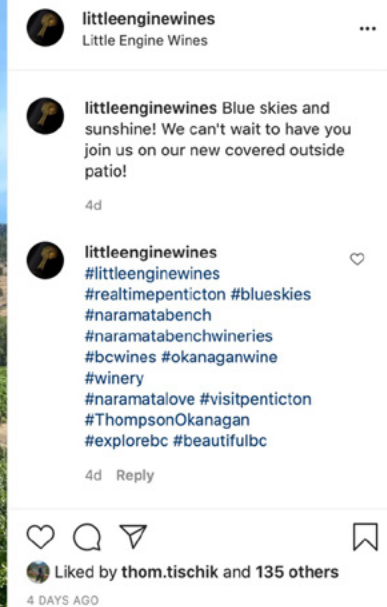 littleenginewines
Little Engine Wines
littleenginewines Blue skies and
sunshine! We can't wait to have you
join us on our new covered outside
patio!
4d
littleenginewines
#littleenginewines
#realtimepenticton #blueskies
#naramatabench
#naramatabenchwineries
#bcwines #okanaganwine
#winery
#naramatalove #visitpenticton
#ThompsonOkanagan
#explorebc #beautifulbc
4d Reply
Liked by thom.tischik and 135 others
4 DAYS AGO